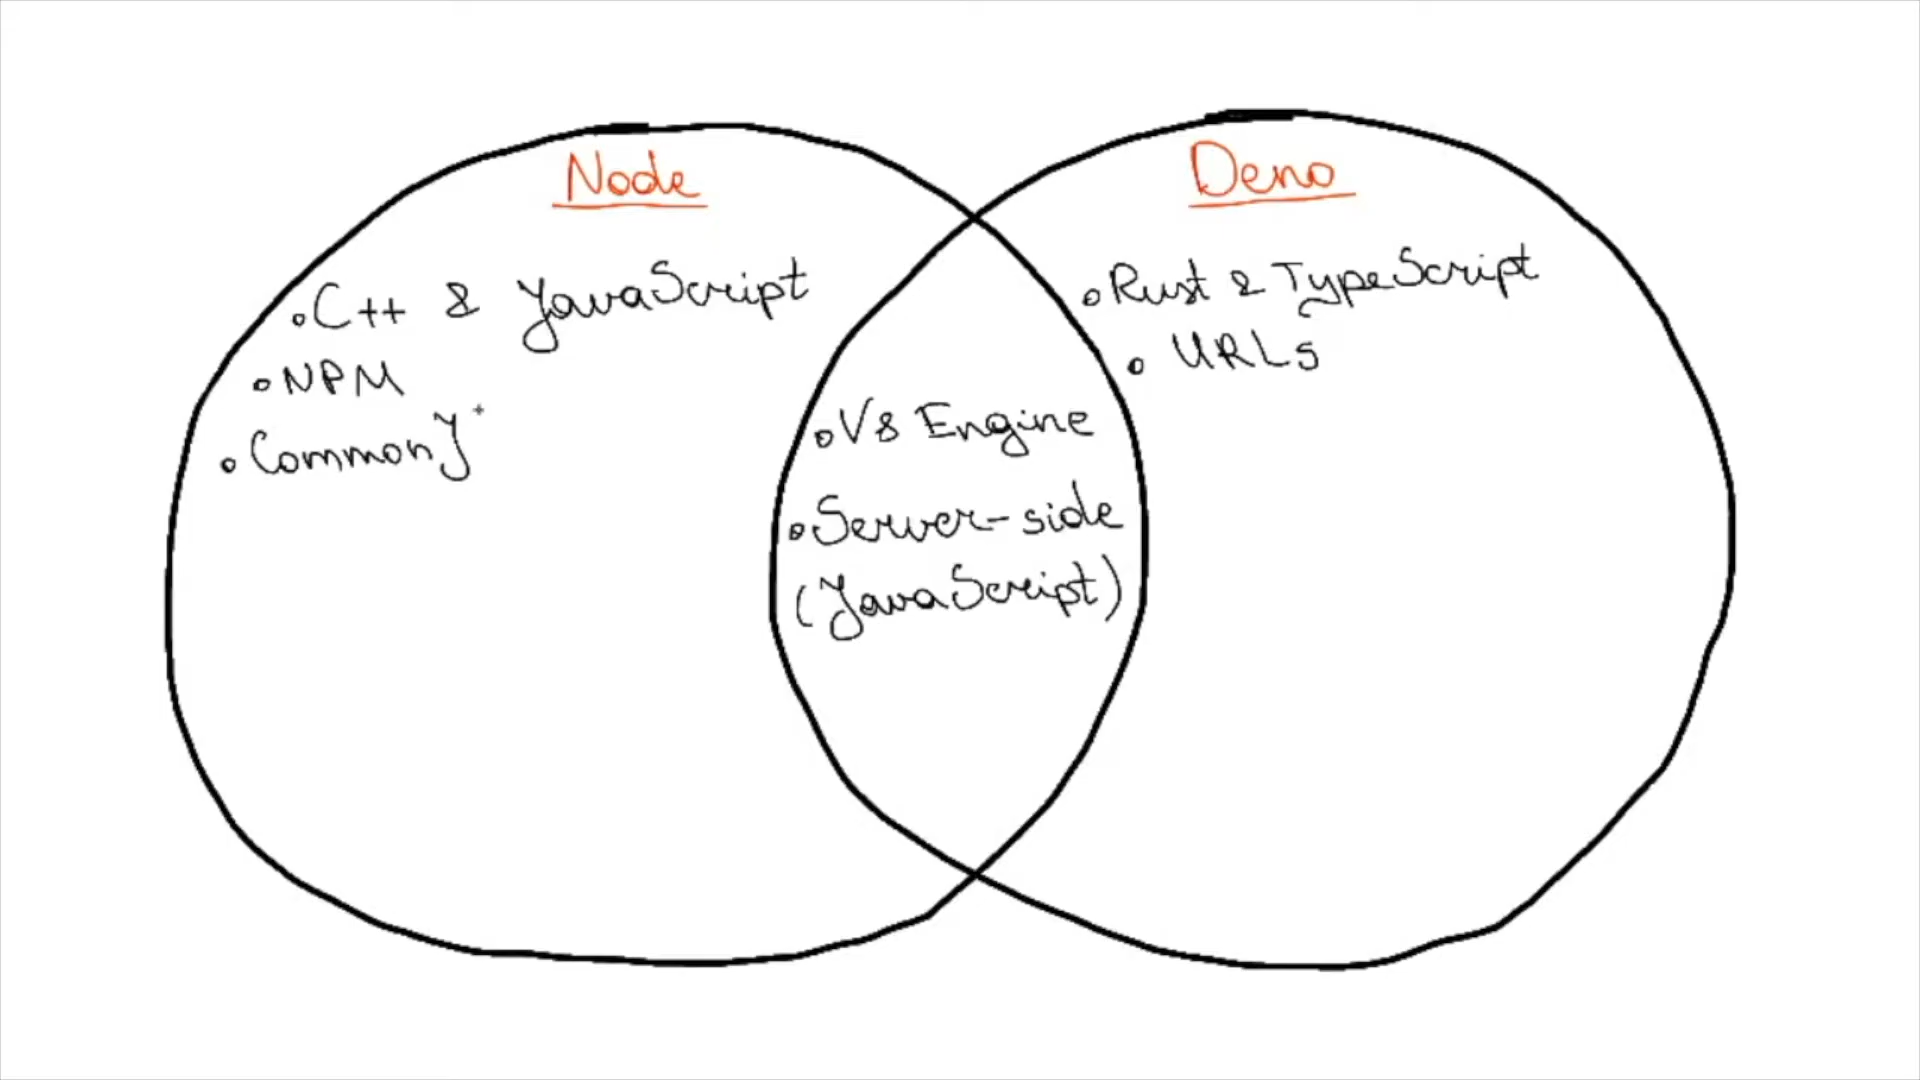 Node
• C++ & JavaScript
• NPM
• CommonJ
• V8 Engine
• Server-side
(JavaScript)
Deno
• Rust & TypeScript
• URLs